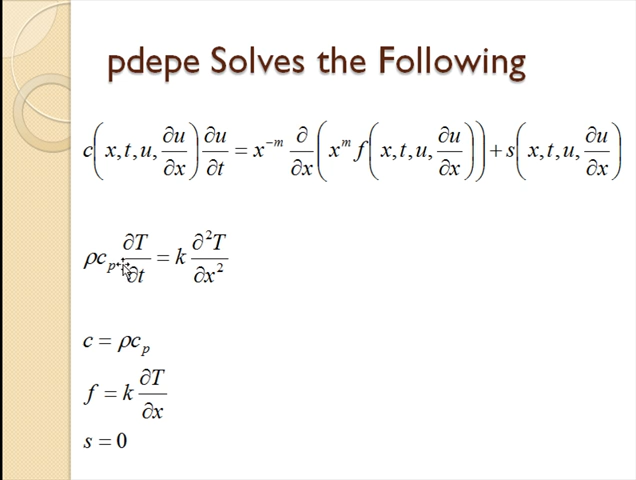 pdepe Solves the Following
c(x,t,u,∂u/∂x) ∂u/∂t = x^{-m} ∂/∂x (x^m f(x,t,u,∂u/∂x)) + s(x,t,u,∂u/∂x)
ρc_p ∂T/∂t = k ∂²T/∂x²
c = ρc_p
f = k ∂T/∂x
s = 0